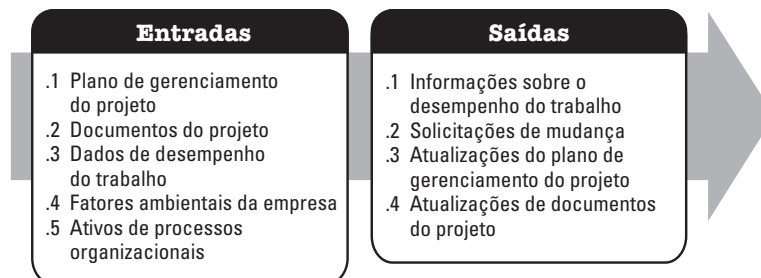 Entradas
.1 Plano de gerenciamento
do projeto
.2 Documentos do projeto
.3 Dados de desempenho
do trabalho
.4 Fatores ambientais da empresa
.5 Ativos de processos
organizacionais
Saídas
.1 Informações sobre o
desempenho do trabalho
.2 Solicitações de mudança
.3 Atualizações do plano de
gerenciamento do projeto
.4 Atualizações de documentos
do projeto